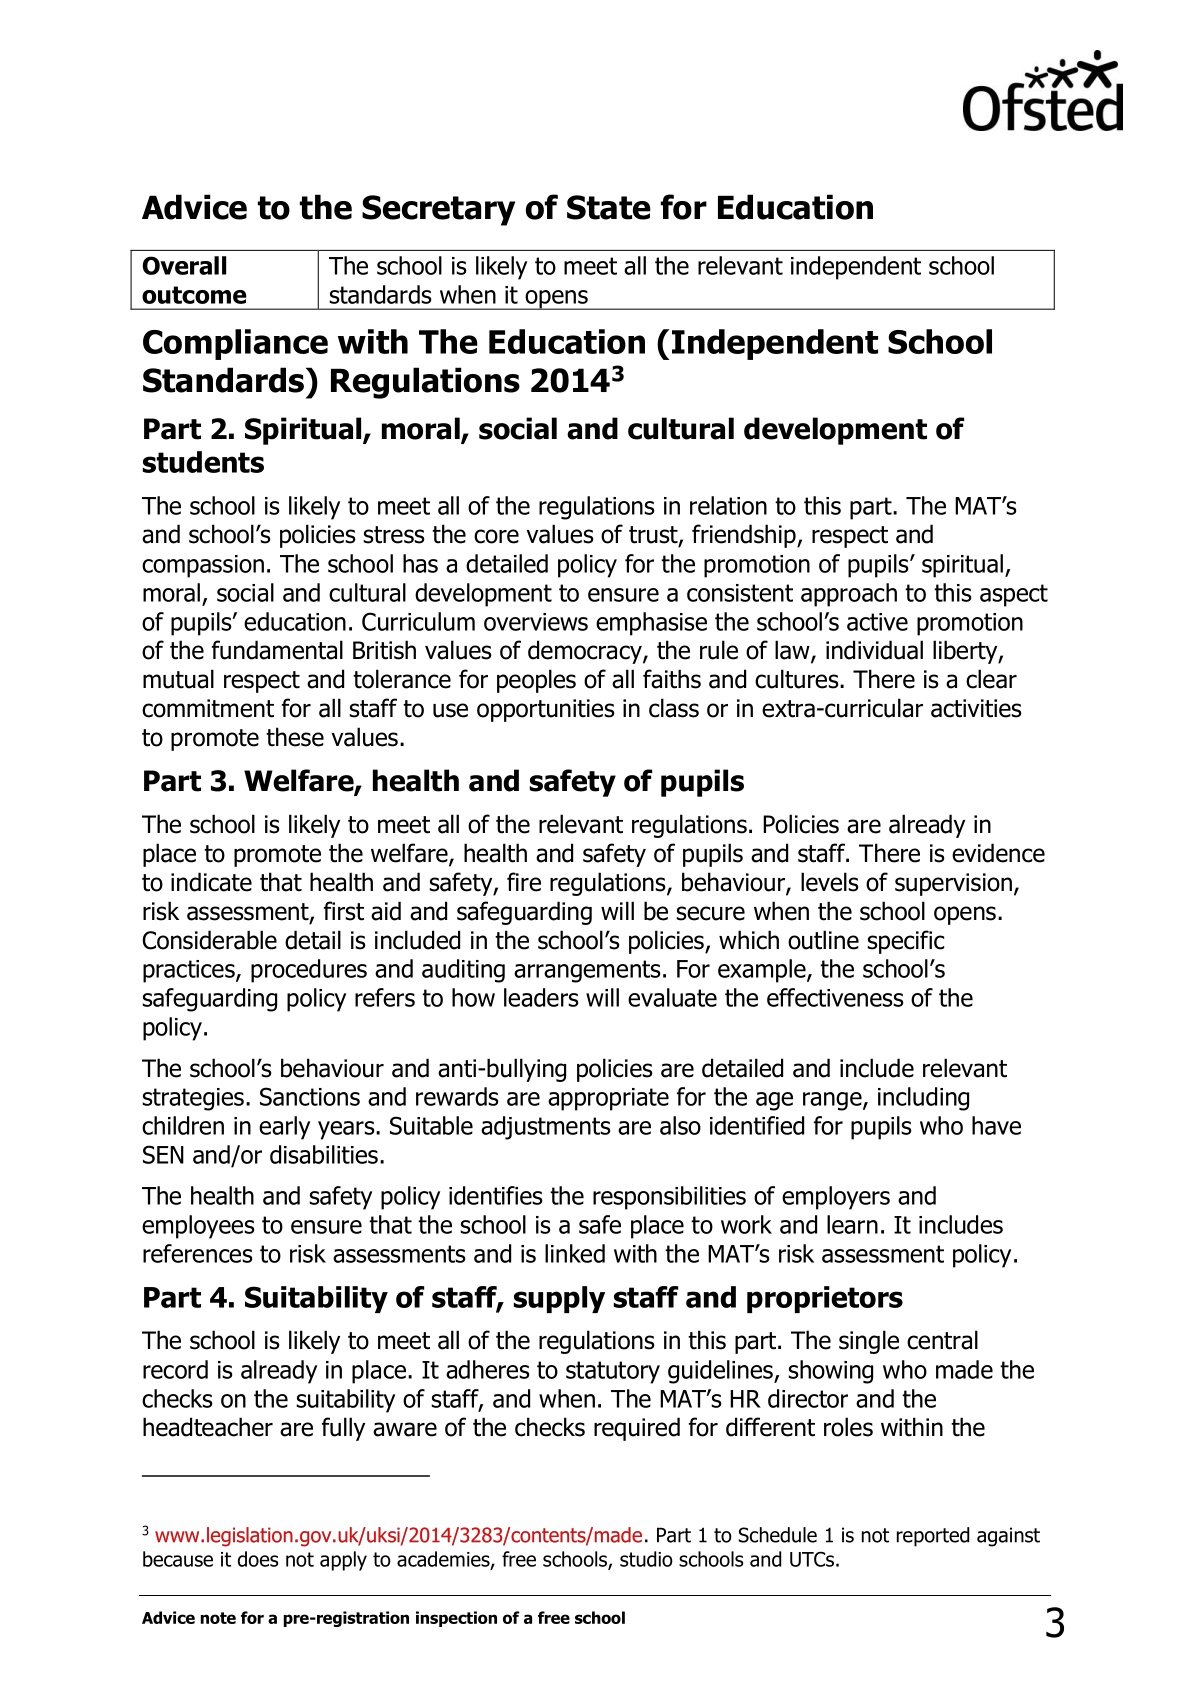 Ofsted
Advice to the Secretary of State for Education
Overall
outcome
The school is likely to meet all the relevant independent school
standards when it opens
Compliance with The Education (Independent School
Standards) Regulations 2014³
Part 2. Spiritual, moral, social and cultural development of
students
The school is likely to meet all of the regulations in relation to this part. The MAT’s
and school’s policies stress the core values of trust, friendship, respect and
compassion. The school has a detailed policy for the promotion of pupils’ spiritual,
moral, social and cultural development to ensure a consistent approach to this aspect
of pupils’ education. Curriculum overviews emphasise the school’s active promotion
of the fundamental British values of democracy, the rule of law, individual liberty,
mutual respect and tolerance for peoples of all faiths and cultures. There is a clear
commitment for all staff to use opportunities in class or in extra-curricular activities
to promote these values.
Part 3. Welfare, health and safety of pupils
The school is likely to meet all of the relevant regulations. Policies are already in
place to promote the welfare, health and safety of pupils and staff. There is evidence
to indicate that health and safety, fire regulations, behaviour, levels of supervision,
risk assessment, first aid and safeguarding will be secure when the school opens.
Considerable detail is included in the school’s policies, which outline specific
practices, procedures and auditing arrangements. For example, the school’s
safeguarding policy refers to how leaders will evaluate the effectiveness of the
policy.
The school’s behaviour and anti-bullying policies are detailed and include relevant
strategies. Sanctions and rewards are appropriate for the age range, including
children in early years. Suitable adjustments are also identified for pupils who have
SEN and/or disabilities.
The health and safety policy identifies the responsibilities of employers and
employees to ensure that the school is a safe place to work and learn. It includes
references to risk assessments and is linked with the MAT’s risk assessment policy.
Part 4. Suitability of staff, supply staff and proprietors
The school is likely to meet all of the regulations in this part. The single central
record is already in place. It adheres to statutory guidelines, showing who made the
checks on the suitability of staff, and when. The MAT’s HR director and the
headteacher are fully aware of the checks required for different roles within the
³ www.legislation.gov.uk/uksi/2014/3283/contents/made. Part 1 to Schedule 1 is not reported against
because it does not apply to academies, free schools, studio schools and UTCs.
Advice note for a pre-registration inspection of a free school
3